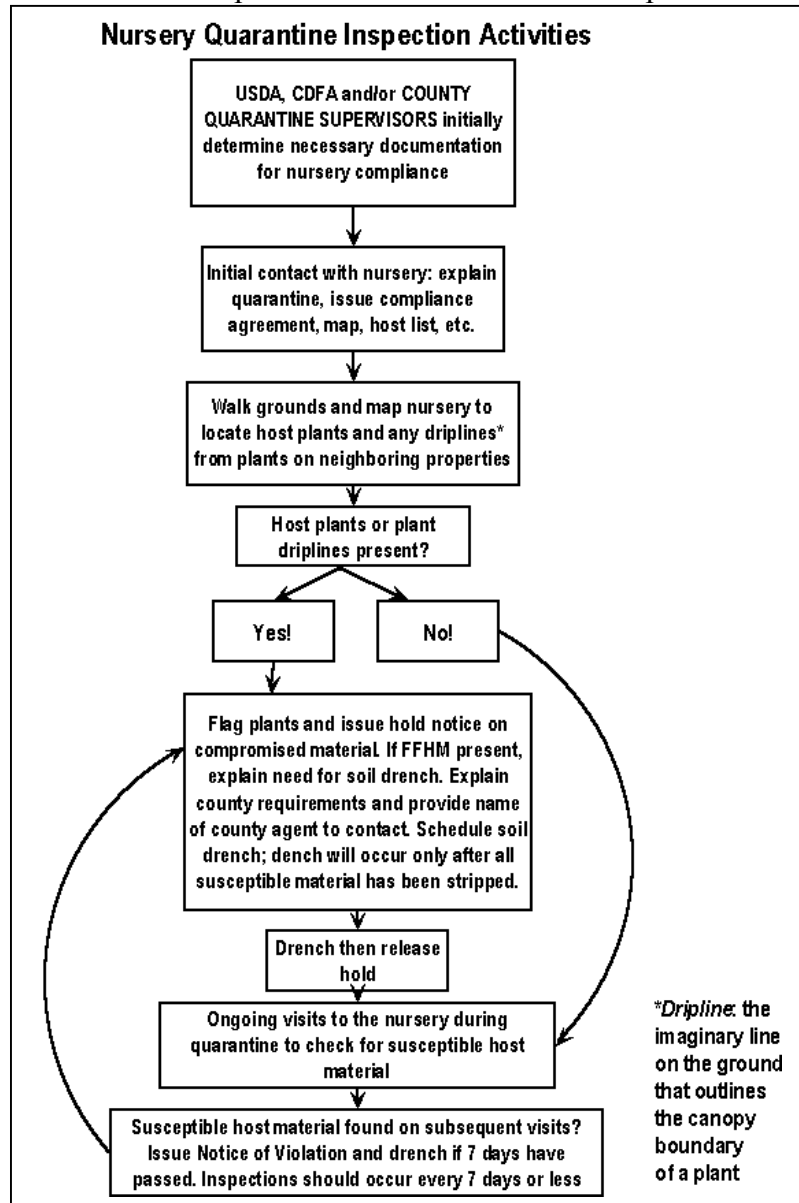 Nursery Quarantine Inspection Activities
USDA, CDFA and/or COUNTY
QUARANTINE SUPERVISORS initially
determine necessary documentation
for nursery compliance
Initial contact with nursery: explain
quarantine, issue compliance
agreement, map, host list, etc.
Walk grounds and map nursery to
locate host plants and any driplines*
from plants on neighboring properties
Host plants or plant
driplines present?
Yes!
No!
Flag plants and issue hold notice on
compromised material. If FFHM present,
explain need for soil drench. Explain
county requirements and provide name
of county agent to contact. Schedule soil
drench; dench will occur only after all
susceptible material has been stripped.
Drench then release
hold
Ongoing visits to the nursery during
quarantine to check for susceptible host
material
Susceptible host material found on subsequent visits?
Issue Notice of Violation and drench if 7 days have
passed. Inspections should occur every 7 days or less
*Dripline: the
imaginary line
on the ground
that outlines
the canopy
boundary
of a plant